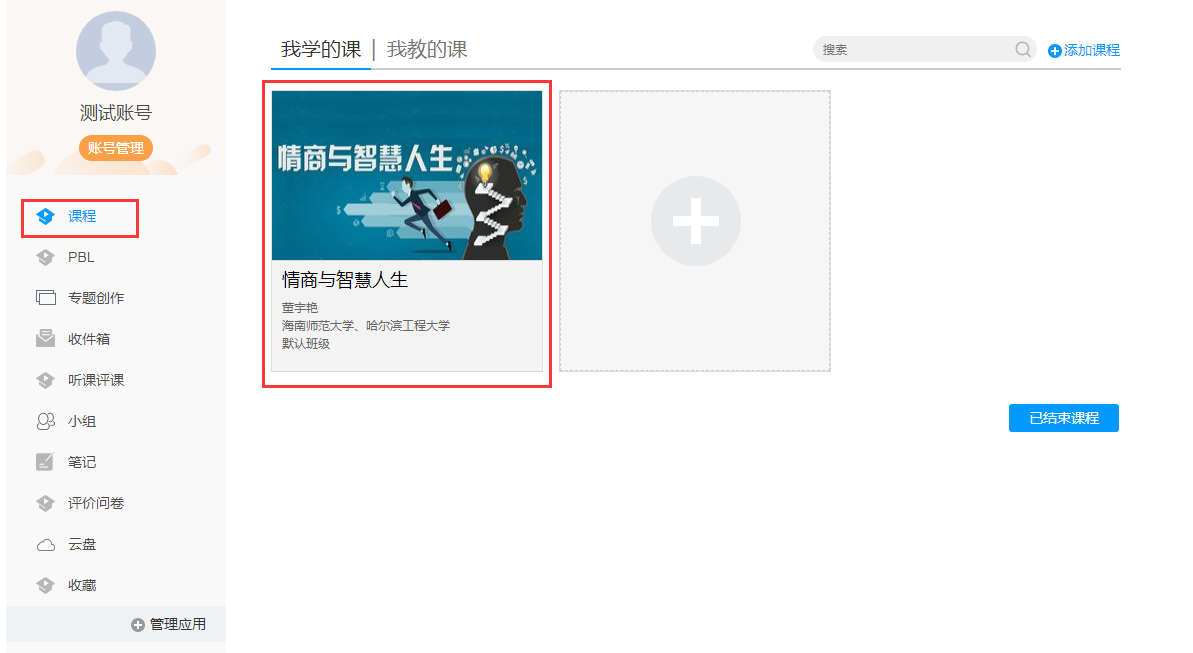 测试账号
账号管理
课程
PBL
专题创作
收件箱
听课评课
小组
笔记
评价问卷
云盘
收藏
管理应用
我学的课 | 我教的课
搜索
添加课程
情商与智慧人生
情商与智慧人生
董宇艳
海南师范大学、哈尔滨工程大学
默认班级
已结束课程